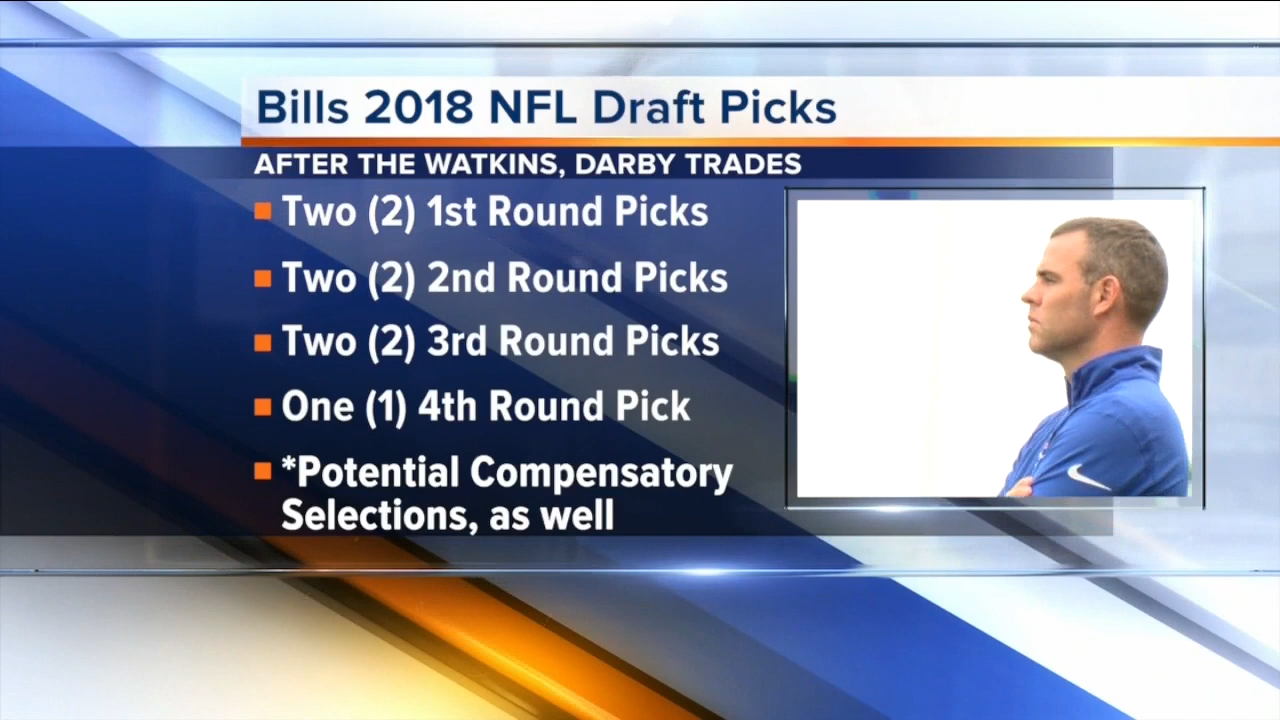 Bills 2018 NFL Draft Picks
AFTER THE WATKINS, DARBY TRADES
Two (2) 1st Round Picks
Two (2) 2nd Round Picks
Two (2) 3rd Round Picks
One (1) 4th Round Pick
*Potential Compensatory
Selections, as well